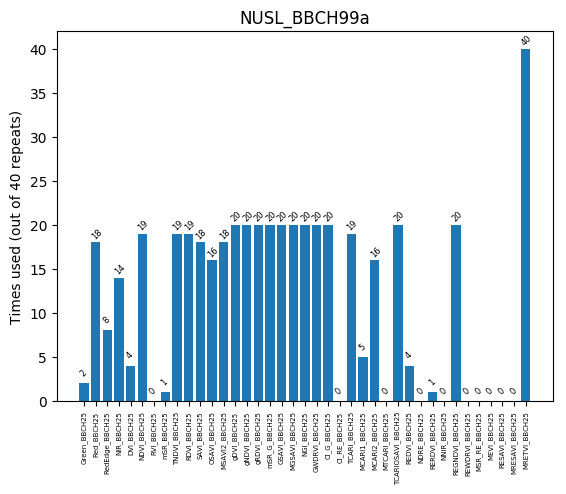 NUSL_BBCH99a
Times used (out of 40 repeats)
40
35
30
25
20
15
10
5
0
2
18
8
14
4
19
0
1
19
19
18
16
18
20
20
20
20
20
20
20
20
20
0
19
5
16
0
20
4
0
1
0
20
0
0
0
0
0
40
Green_BBCH25
Red_BBCH25
RedEdge_BBCH25
NIR_BBCH25
DVI_BBCH25
NDVI_BBCH25
RVI_BBCH25
mSR_BBCH25
TNDVI_BBCH25
RDVI_BBCH25
SAVI_BBCH25
OSAVI_BBCH25
MSAVI2_BBCH25
gDVI_BBCH25
gNDVI_BBCH25
gRDVI_BBCH25
mSR_G_BBCH25
GSAVI_BBCH25
MGSAVI_BBCH25
NGI_BBCH25
GWDRVI_BBCH25
CI_G_BBCH25
CI_RE_BBCH25
TCARI_BBCH25
MCARI1_BBCH25
MCARI2_BBCH25
MTCARI_BBCH25
TCARIOSAVI_BBCH25
REDVI_BBCH25
NDRE_BBCH25
RERDVI_BBCH25
NNIR_BBCH25
REGNDVI_BBCH25
REWDRVI_BBCH25
MSR_RE_BBCH25
MEVI_BBCH25
RESAVI_BBCH25
MRESAVI_BBCH25
MRETVI_BBCH25